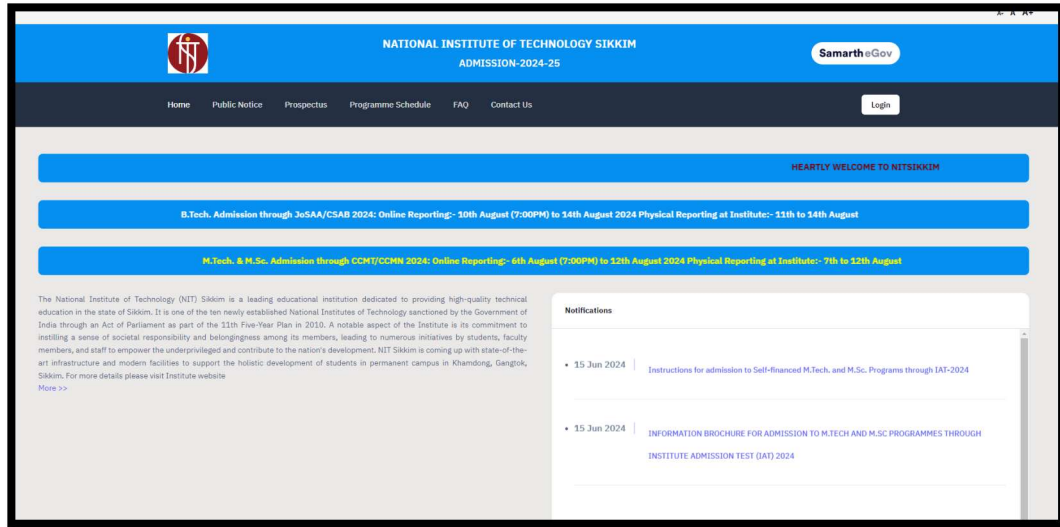 A- A A+
NATIONAL INSTITUTE OF TECHNOLOGY SIKKIM
ADMISSION-2024-25
Samarth eGov
Home Public Notice Prospectus Programme Schedule FAQ Contact Us Login
HEARTLY WELCOME TO NITSIKKIM
B.Tech. Admission through JoSAA/CSAB 2024: Online Reporting:- 10th August (7:00PM) to 14th August 2024 Physical Reporting at Institute:- 11th to 14th August
M.Tech. & M.Sc. Admission through CCMT/CCMN 2024: Online Reporting:- 6th August (7:00PM) to 12th August 2024 Physical Reporting at Institute:- 7th to 12th August
The National Institute of Technology (NIT) Sikkim is a leading educational institution dedicated to providing high-quality technical
education in the state of Sikkim. It is one of the ten newly established National Institutes of Technology sanctioned by the Government of
India through an Act of Parliament as part of the 11th Five-Year Plan in 2010. A notable aspect of the Institute is its commitment to
instilling a sense of societal responsibility and belongingness among its members, leading to numerous initiatives by students, faculty
members, and staff to empower the underprivileged and contribute to the nation's development. NIT Sikkim is coming up with state-of-the-
art infrastructure and modern facilities to support the holistic development of students in permanent campus in Khamdong, Gangtok,
Sikkim. For more details please visit Institute website
More >>
Notifications
• 15 Jun 2024 Instructions for admission to Self-financed M.Tech. and M.Sc. Programs through IAT-2024
• 15 Jun 2024 INFORMATION BROCHURE FOR ADMISSION TO M.TECH AND M.SC PROGRAMMES THROUGH
INSTITUTE ADMISSION TEST (IAT) 2024